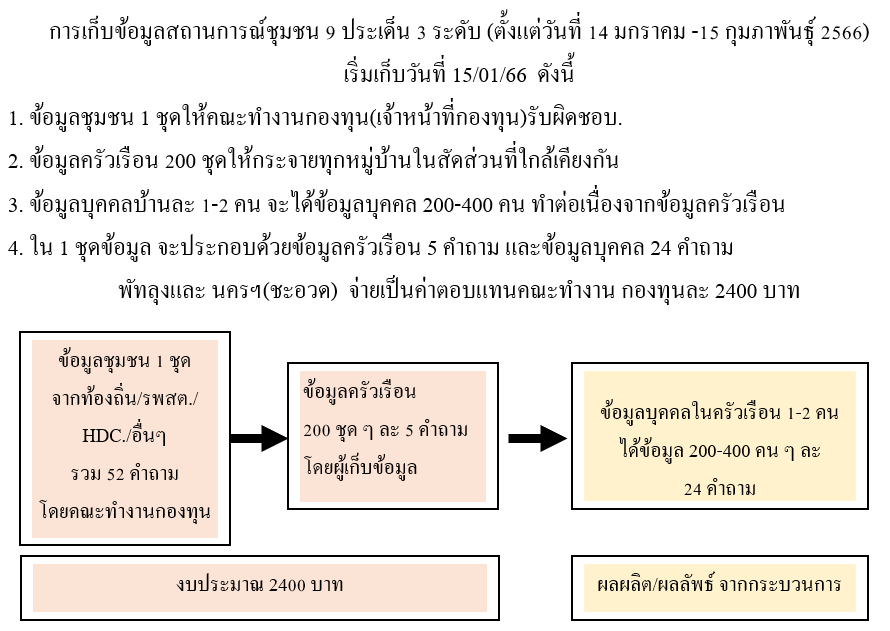 การเก็บข้อมูลสถานการณ์ชุมชน 9 ประเด็น 3 ระดับ (ตั้งแต่วันที่ 14 มกราคม -15 กุมภาพันธุ์ 2566)
เริ่มเก็บวันที่ 15/01/66 ดังนี้
1. ข้อมูลชุมชน 1 ชุดให้คณะทำงานกองทุน(เจ้าหน้าที่กองทุน)รับผิดชอบ.
2. ข้อมูลครัวเรือน 200 ชุดให้กระจายทุกหมู่บ้านในสัดส่วนที่ใกล้เคียงกัน
3. ข้อมูลบุคคลบ้านละ 1-2 คน จะได้ข้อมูลบุคคล 200-400 คน ทำต่อเนื่องจากข้อมูลครัวเรือน
4. ใน 1 ชุดข้อมูล จะประกอบด้วยข้อมูลครัวเรือน 5 คำถาม และข้อมูลบุคคล 24 คำถาม
พัทลุงและ นครฯ(ชะอวด) จ่ายเป็นค่าตอบแทนคณะทำงาน กองทุนละ 2400 บาท
ข้อมูลชุมชน 1 ชุด
จากท้องถิ่น/รพสต./
HDC./อื่นๆ
รวม 52 คำถาม
โดยคณะทำงานกองทุน
ข้อมูลครัวเรือน
200 ชุด ๆ ละ 5 คำถาม
โดยผู้เก็บข้อมูล
ข้อมูลบุคคลในครัวเรือน 1-2 คน
ได้ข้อมูล 200-400 คน ๆ ละ
24 คำถาม
งบประมาณ 2400 บาท
ผลผลิต/ผลลัพธ์ จากกระบวนการ